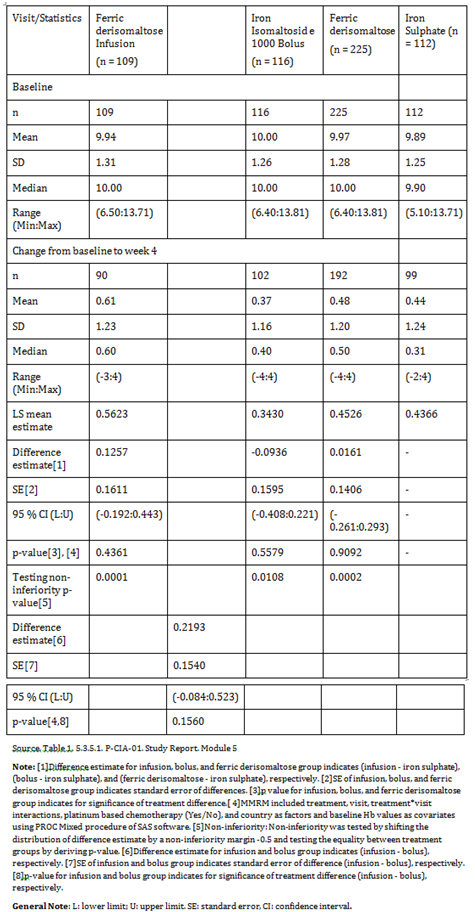 Visit/Statistics Ferric derisomaltose Infusion (n = 109) Iron Isomaltosid e 1000 Bolus (n = 116) Ferric derisomaltose (n = 225) Iron Sulphate (n = 112)
Baseline
n 109 116 225 112
Mean 9.94 10.00 9.97 9.89
SD 1.31 1.26 1.28 1.25
Median 10.00 10.00 10.00 9.90
Range (Min:Max) (6.50:13.71) (6.40:13.81) (6.40:13.81) (5.10:13.71)
Change from baseline to week 4
n 90 102 192 99
Mean 0.61 0.37 0.48 0.44
SD 1.23 1.16 1.20 1.24
Median 0.60 0.40 0.50 0.31
Range (Min:Max) (-3:4) (-4:4) (-4:4) (-2:4)
LS mean estimate 0.5623 0.3430 0.4526 0.4366
Difference estimate[1] 0.1257 -0.0936 0.0161 -
SE[2] 0.1611 0.1595 0.1406 -
95 % CI (L:U) (-0.192:0.443) (-0.408:0.221) (-0.261:0.293) -
p-value[3], [4] 0.4361 0.5579 0.9092 -
Testing non-inferiority p-value[5] 0.0001 0.0108 0.0002
Difference estimate[6] 0.2193
SE[7] 0.1540
95 % CI (L:U) (-0.084:0.523)
p-value[4,8] 0.1560
Source. Table 1, 5.3.5.1. P-CIA-01. Study Report. Module 5
Note: [1]Difference estimate for infusion, bolus, and ferric derisomaltose group indicates (infusion - iron sulphate),
(bolus - iron sulphate), and (ferric derisomaltose - iron sulphate), respectively. [2]SE of infusion, bolus, and ferric
derisomaltose group indicates standard error of differences. [3]p value for infusion, bolus, and ferric derisomaltose
group indicates for significance of treatment difference.[ 4]MMRM included treatment, visit, treatment*visit
interactions, platinum based chemotherapy (Yes/No), and country as factors and baseline Hb values as covariates
using PROC Mixed procedure of SAS software. [5]Non-inferiority: Non-inferiority was tested by shifting the
distribution of difference estimate by a non-inferiority margin -0.5 and testing the equality between treatment
groups by deriving p-value. [6]Difference estimate for infusion and bolus group indicates (infusion - bolus),
respectively. [7]SE of infusion and bolus group indicates standard error of difference (infusion - bolus), respectively.
[8]p-value for infusion and bolus group indicates for significance of treatment difference (infusion - bolus),
respectively.
General Note: L: lower limit; U: upper limit. SE: standard error, CI: confidence interval.